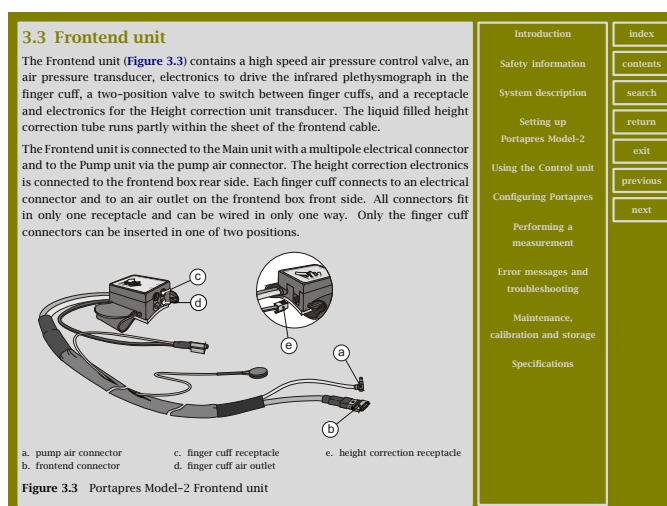 3.3 Frontend unit
The Frontend unit (Figure 3.3) contains a high speed air pressure control valve, an
air pressure transducer, electronics to drive the infrared plethysmograph in the
finger cuff, a two-position valve to switch between finger cuffs, and a receptacle
and electronics for the Height correction unit transducer. The liquid filled height
correction tube runs partly within the sheet of the frontend cable.
The Frontend unit is connected to the Main unit with a multipole electrical connector
and to the Pump unit via the pump air connector. The height correction electronics
is connected to the frontend box rear side. Each finger cuff connects to an electrical
connector and to an air outlet on the frontend box front side. All connectors fit
in only one receptacle and can be wired in only one way. Only the finger cuff
connectors can be inserted in one of two positions.
c
d
e
a
b
a. pump air connector
b. frontend connector
c. finger cuff receptacle
d. finger cuff air outlet
e. height correction receptacle
Figure 3.3 Portapres Model-2 Frontend unit
Introduction
Safety information
System description
Setting up
Portapres Model-2
Using the Control unit
Configuring Portapres
Performing a
measurement
Error messages and
troubleshooting
Maintenance,
calibration and storage
Specifications
index
contents
search
return
exit
previous
next